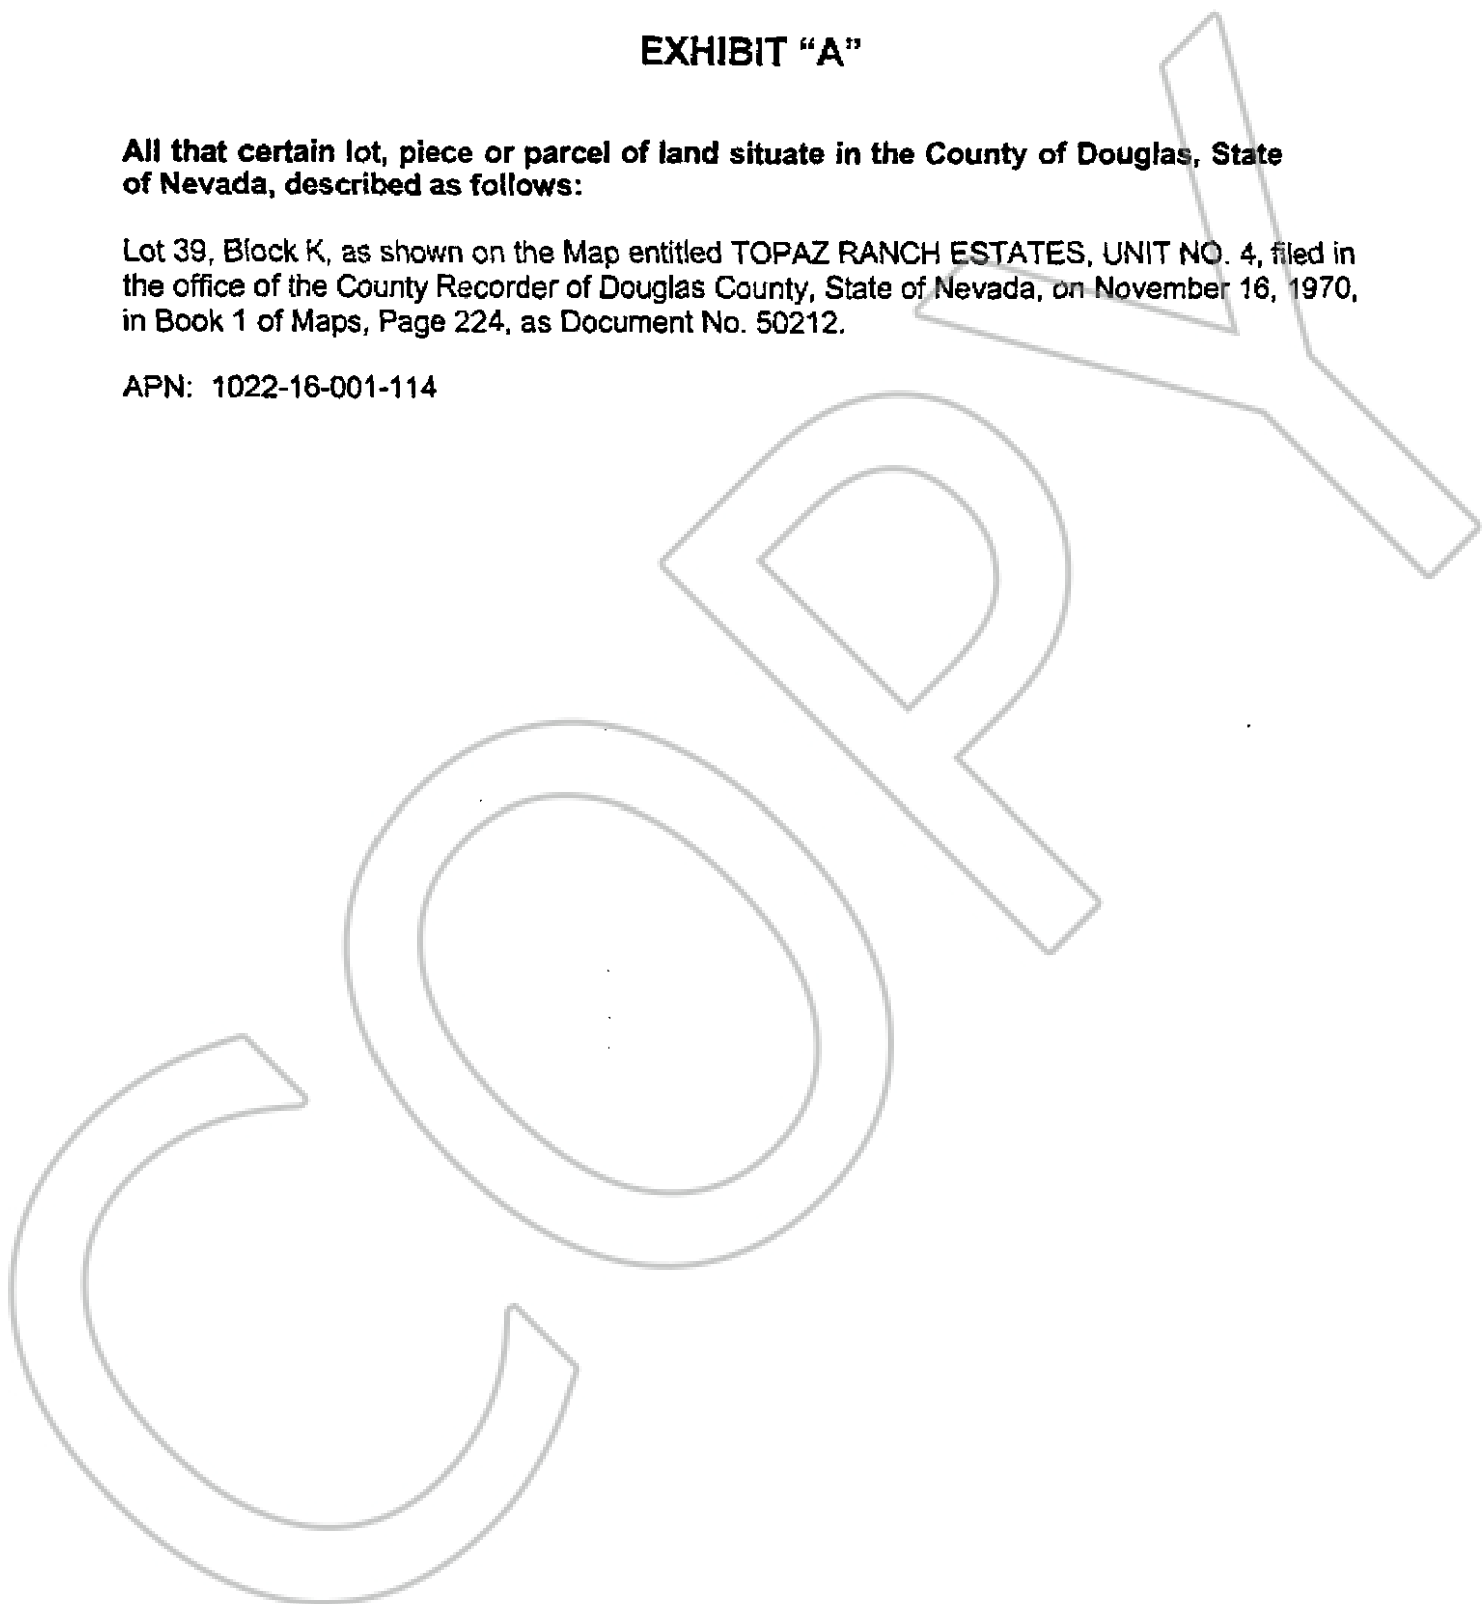 EXHIBIT “A”
All that certain lot, piece or parcel of land situate in the County of Douglas, State
of Nevada, described as follows:
Lot 39, Block K, as shown on the Map entitled TOPAZ RANCH ESTATES, UNIT NO. 4, filed in
the office of the County Recorder of Douglas County, State of Nevada, on November 16, 1970,
in Book 1 of Maps, Page 224, as Document No. 50212.
APN: 1022-16-001-114
COPY